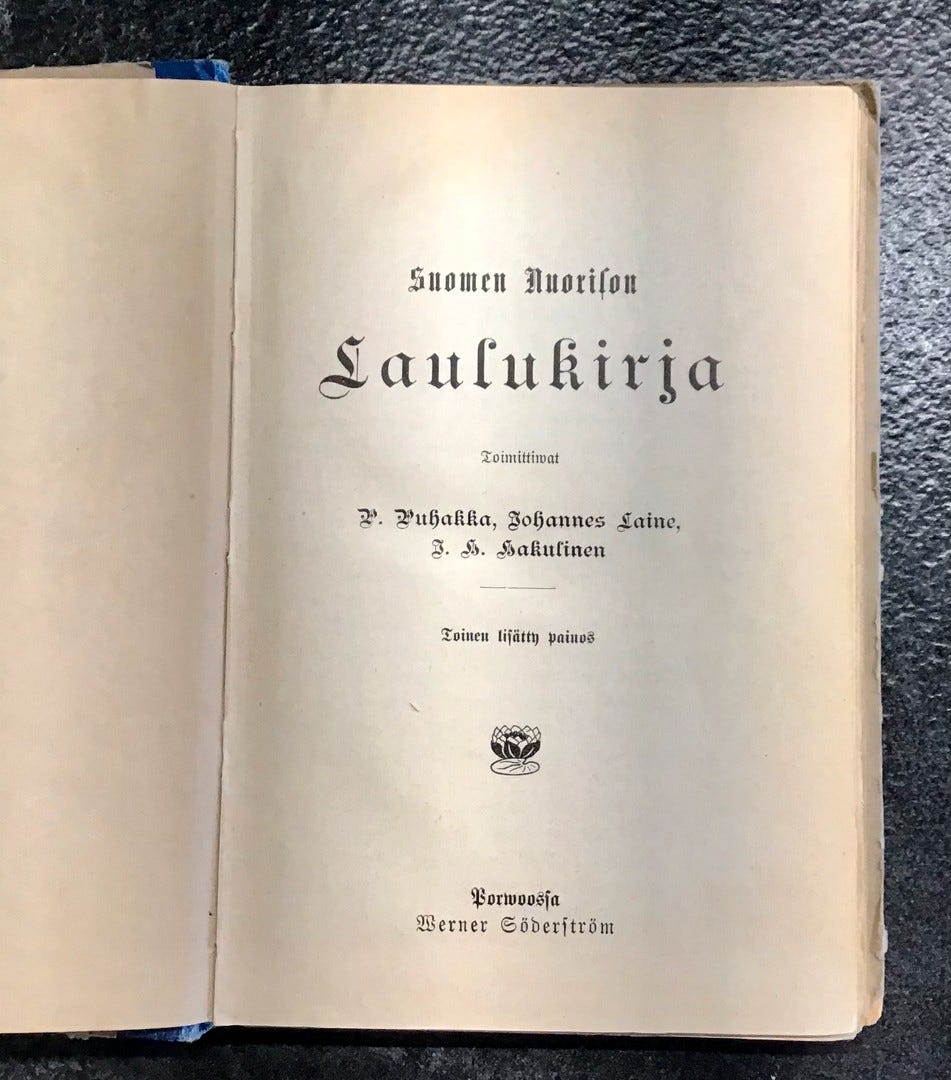 Suomen Nuoriſon
Laulukirja
Toimittiwat
P. Puhakka, Johannes Laine,
J. H. Hakulinen
Toinen liſätty painos
Porwoosſa
Werner Söderſtröm